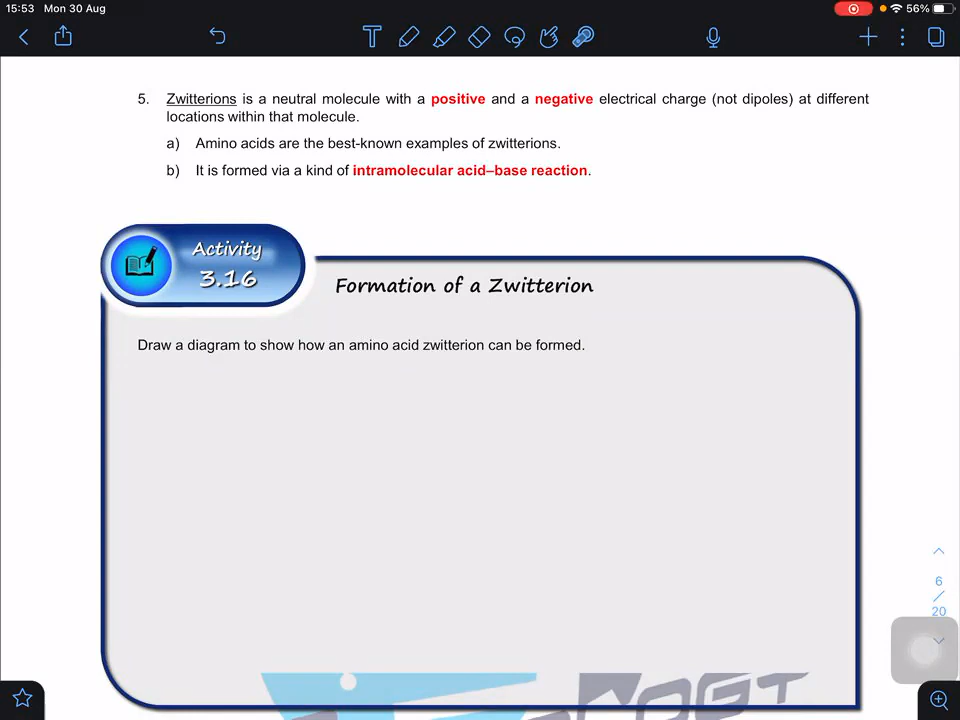 15:53 Mon 30 Aug
56%
5. Zwitterions is a neutral molecule with a positive and a negative electrical charge (not dipoles) at different
locations within that molecule.
a) Amino acids are the best-known examples of zwitterions.
b) It is formed via a kind of intramolecular acid–base reaction.
Activity
3.16
Formation of a Zwitterion
Draw a diagram to show how an amino acid zwitterion can be formed.
6
/
20